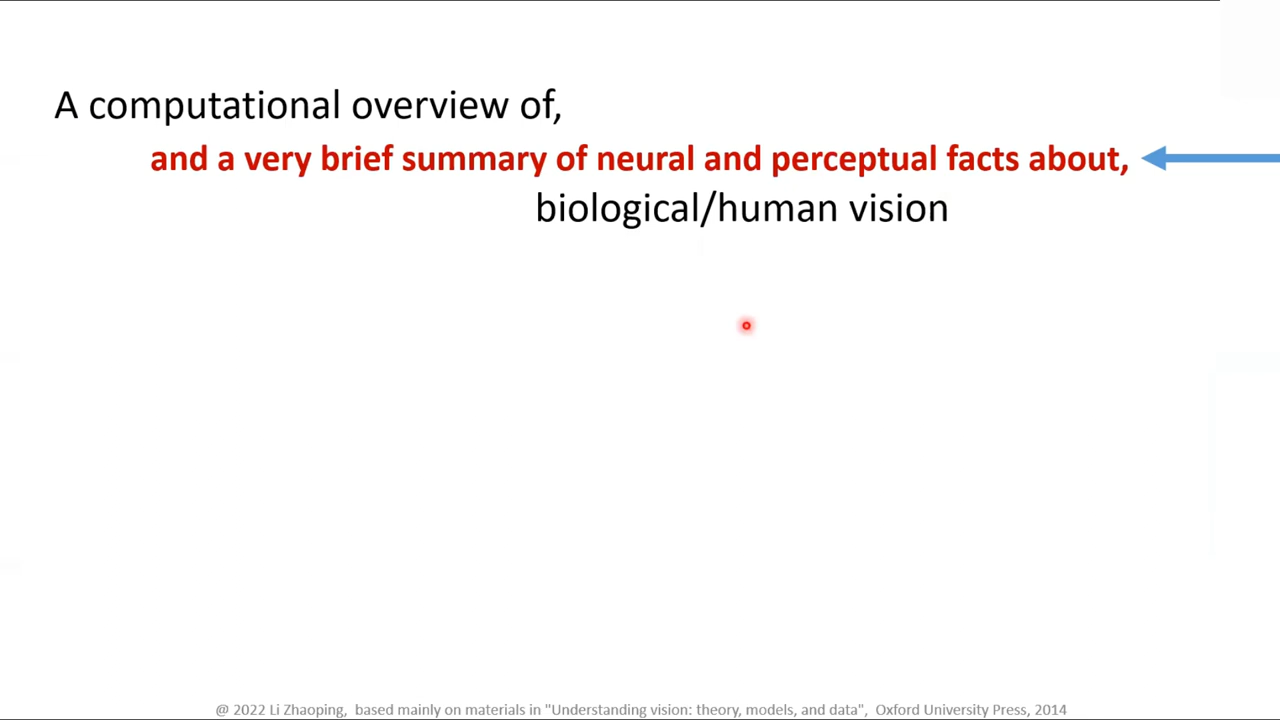 A computational overview of,
and a very brief summary of neural and perceptual facts about,
biological/human vision
@ 2022 Li Zhaoping, based mainly on materials in "Understanding vision: theory, models, and data", Oxford University Press, 2014